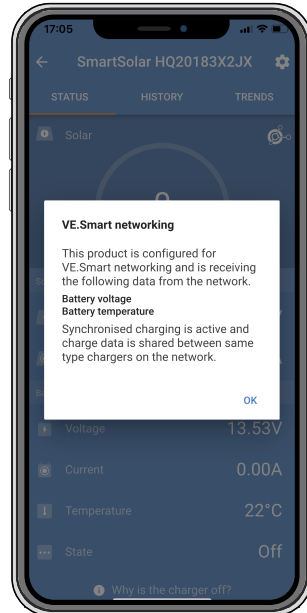 17:05
SmartSolar HQ20183X2JX
STATUS HISTORY TRENDS
Solar
VE.Smart networking
This product is configured for
VE.Smart networking and is receiving
the following data from the network.
Battery voltage
Battery temperature
Synchronised charging is active and
charge data is shared between same
type chargers on the network.
OK
Voltage 13.53V
Current 0.00A
Temperature 22°C
State Off
Why is the charger off?